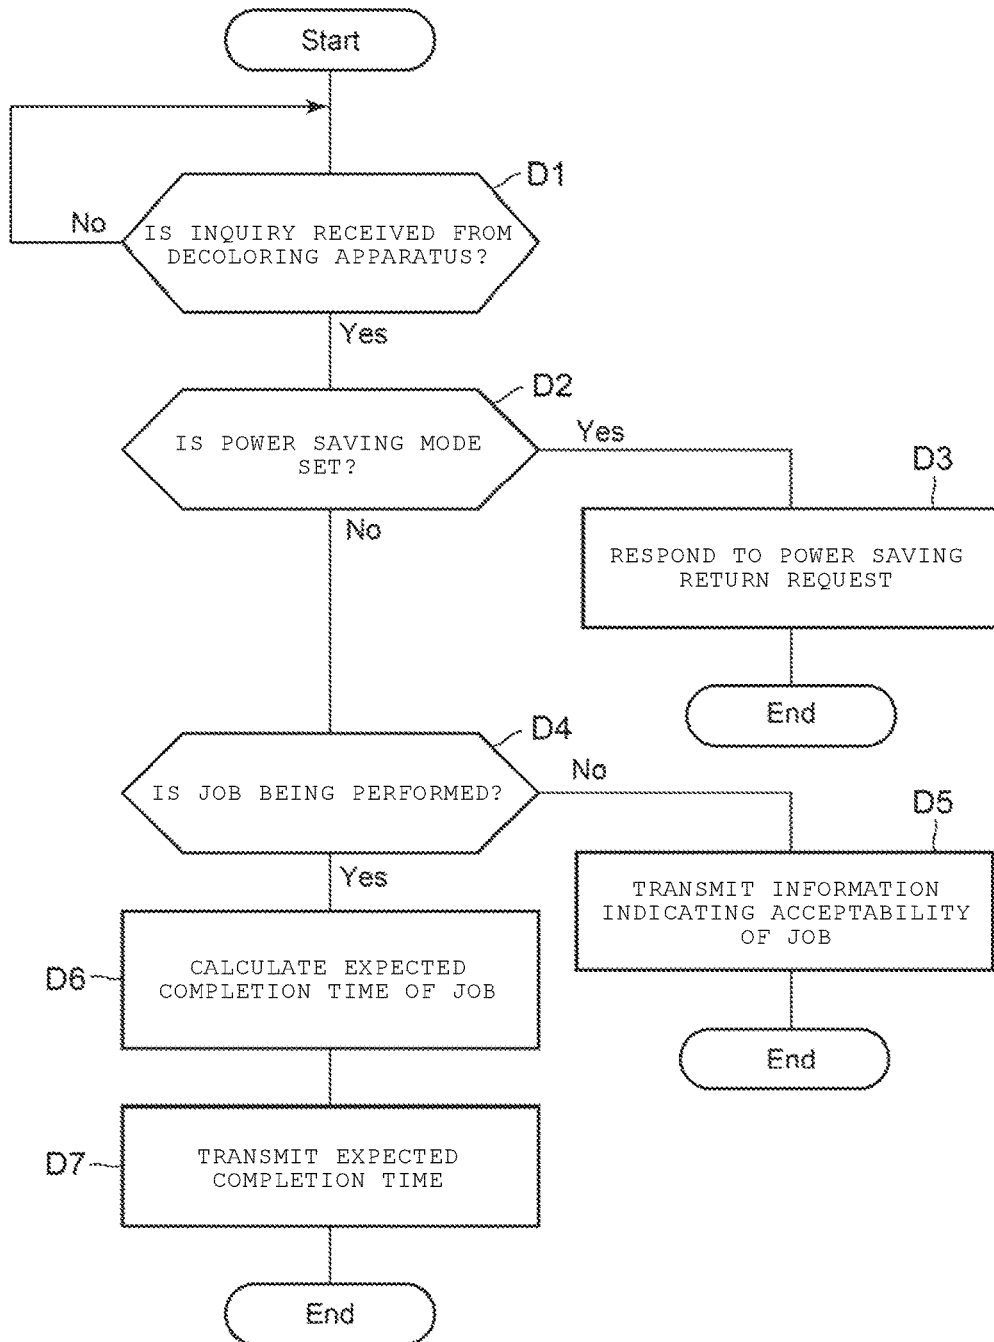 Start
D1
No
IS INQUIRY RECEIVED FROM
DECOLORING APPARATUS?
Yes
D2
IS POWER SAVING MODE
SET?
Yes
No
D3
RESPOND TO POWER SAVING
RETURN REQUEST
End
D4
IS JOB BEING PERFORMED?
No
Yes
D5
TRANSMIT INFORMATION
INDICATING ACCEPTABILITY
OF JOB
End
D6
CALCULATE EXPECTED
COMPLETION TIME OF JOB
D7
TRANSMIT EXPECTED
COMPLETION TIME
End